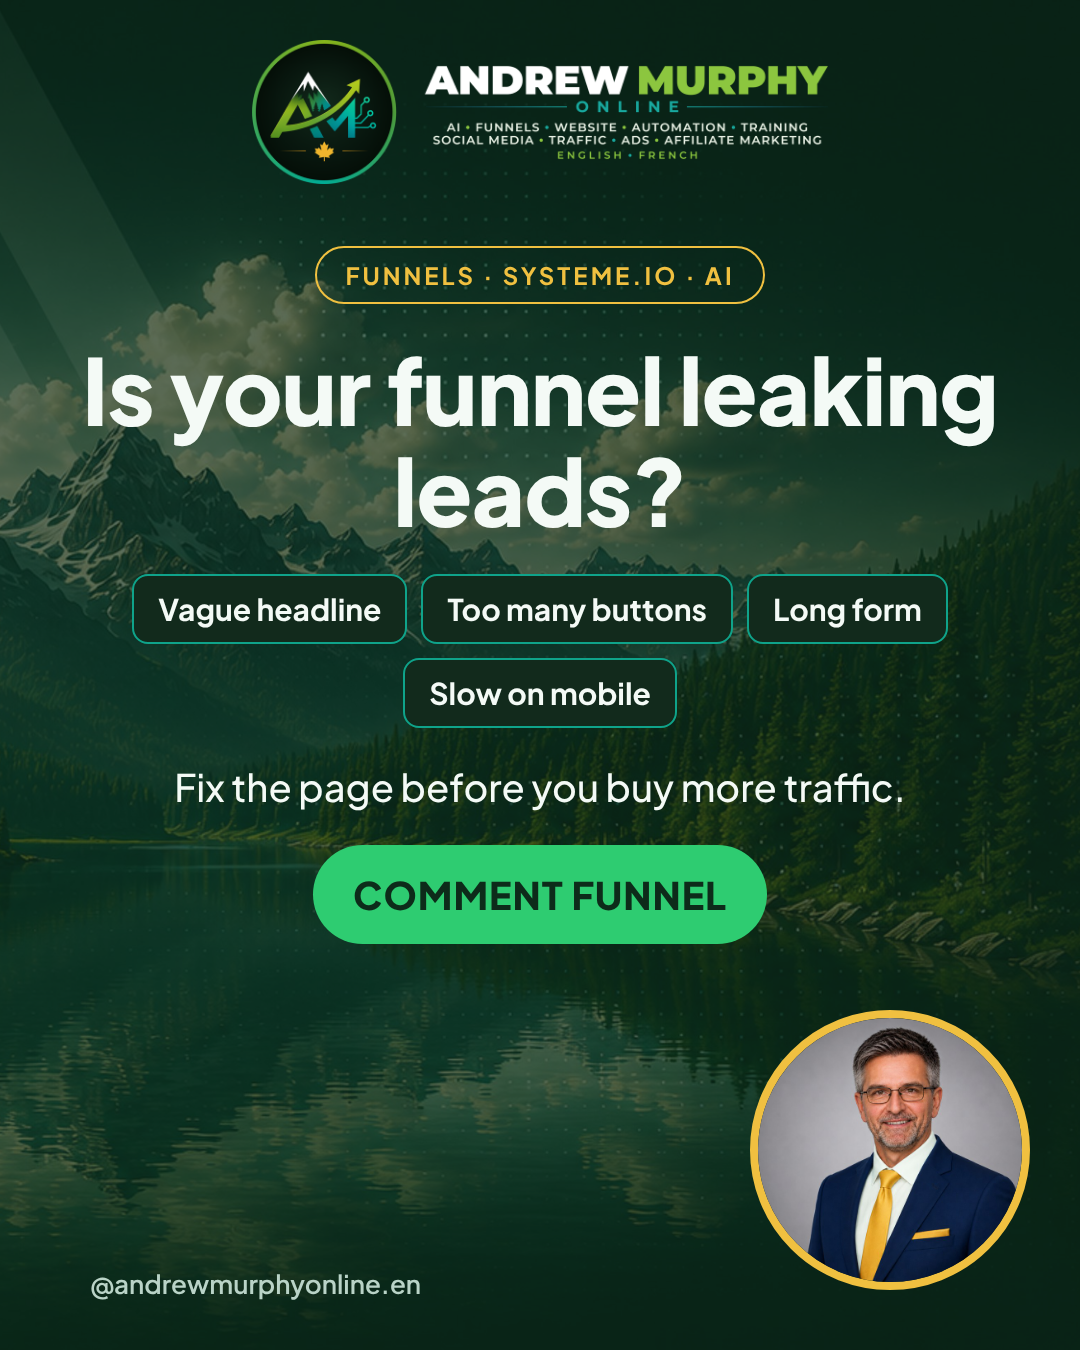 ANDREW MURPHY
ONLINE
AI • FUNNELS • WEBSITE • AUTOMATION • TRAINING
SOCIAL MEDIA • TRAFFIC • ADS • AFFILIATE MARKETING
ENGLISH • FRENCH
FUNNELS · SYSTEME.IO · AI
Is your funnel leaking
leads?
Vague headline
Too many buttons
Long form
Slow on mobile
Fix the page before you buy more traffic.
COMMENT FUNNEL
@andrewmurphyonline.en